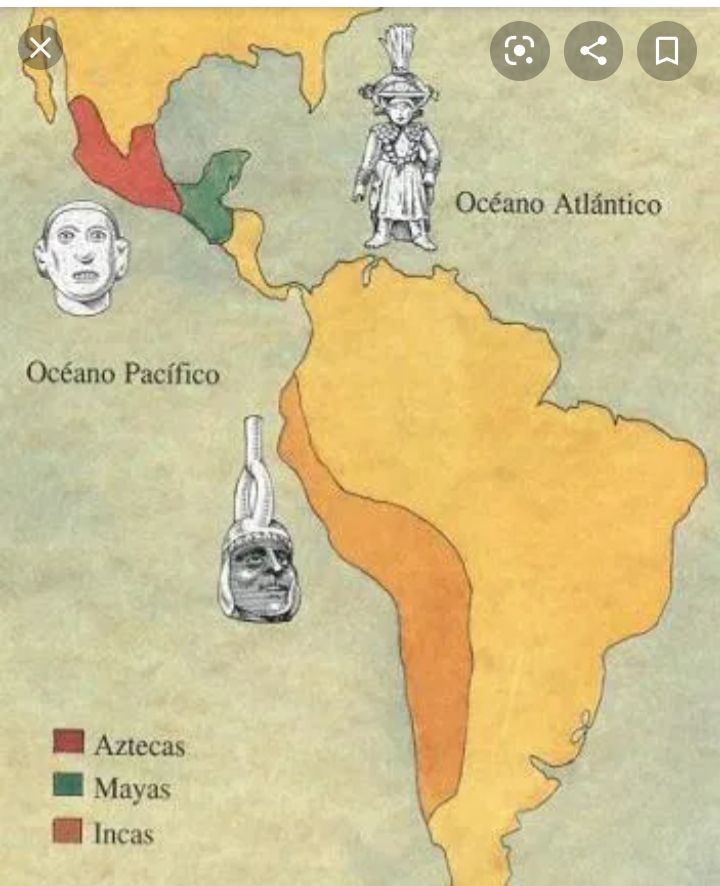 Océano Atlántico
Océano Pacífico
Aztecas
Mayas
Incas